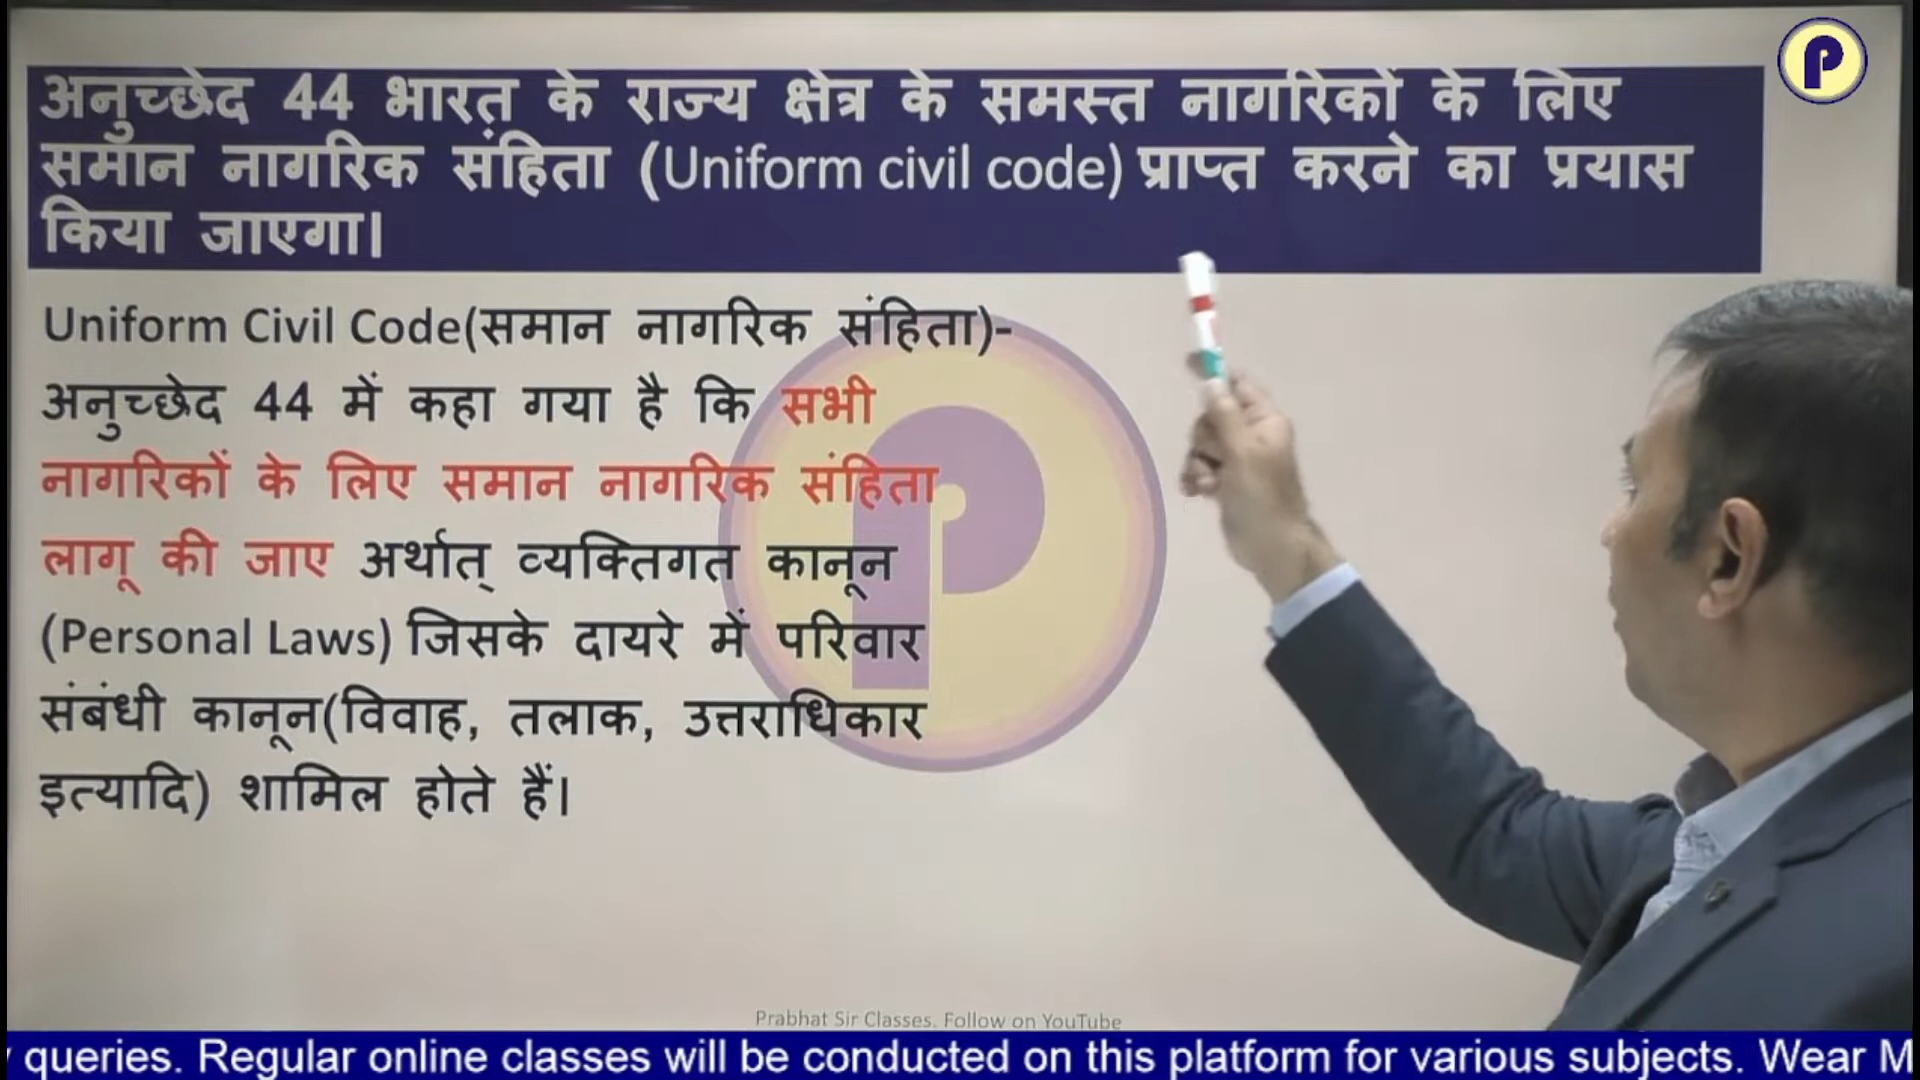 अनुच्छेद 44 भारत के राज्य क्षेत्र के समस्त नागरिकों के लिए
समान नागरिक संहिता (Uniform civil code) प्राप्त करने का प्रयास
किया जाएगा।
Uniform Civil Code(समान नागरिक संहिता)-
अनुच्छेद 44 में कहा गया है कि सभी
नागरिकों के लिए समान नागरिक संहिता
लागू की जाए अर्थात् व्यक्तिगत कानून
(Personal Laws) जिसके दायरे में परिवार
संबंधी कानून(विवाह, तलाक, उत्तराधिकार
इत्यादि) शामिल होते हैं।
Prabhat Sir Classes. Follow on YouTube
queries. Regular online classes will be conducted on this platform for various subjects. Wear M